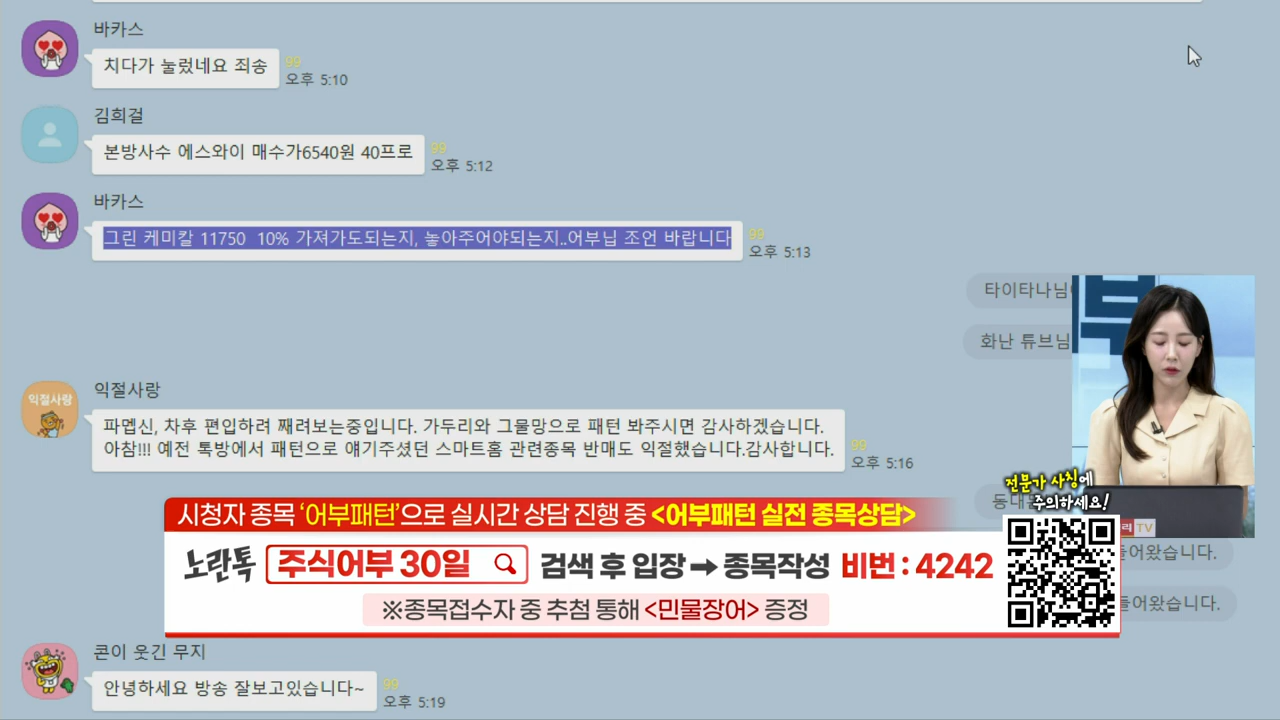 바카스
치다가 눌렀네요 죄송
99
오후 5:10
김희걸
본방사수 에스와이 매수가6540원 40프로
99
오후 5:12
바카스
그린 케미칼 11750  10% 가져가도되는지, 놓아주어야되는지..어부닙 조언 바랍니다
99
오후 5:13
타이타나님
화난 튜브님
익절사랑
익절사랑
파멥신, 차후 편입하려 째려보는중입니다. 가두리와 그물망으로 패턴 봐주시면 감사하겠습니다.
아참!!! 예전 톡방에서 패턴으로 얘기주셨던 스마트홈 관련종목 반매도 익절했습니다.감사합니다.
99
오후 5:16
전문가 사칭에
주의하세요!
시청자 종목 '어부패턴'으로 실시간 상담 진행 중 <어부패턴 실전 종목상담>
노란톡 주식어부 30일 검색 후 입장 → 종목작성 비번 : 4242
※종목접수자 중 추첨 통해 <민물장어> 증정
리TV
들어왔습니다.
들어왔습니다.
콘이 웃긴 무지
안녕하세요 방송 잘보고있습니다~
99
오후 5:19